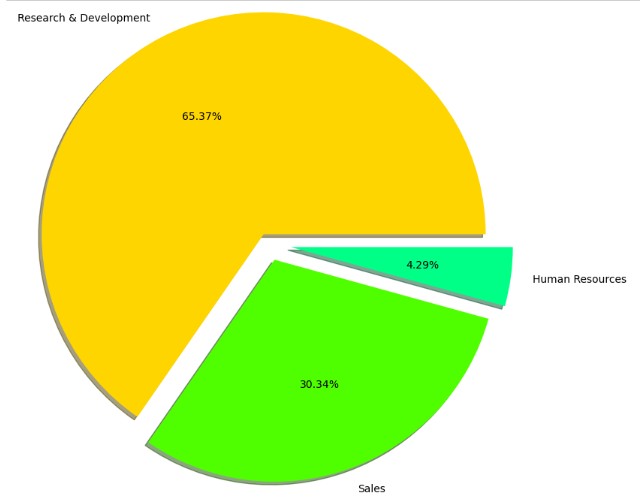 Research & Development
65.37%
4.29%
Human Resources
30.34%
Sales